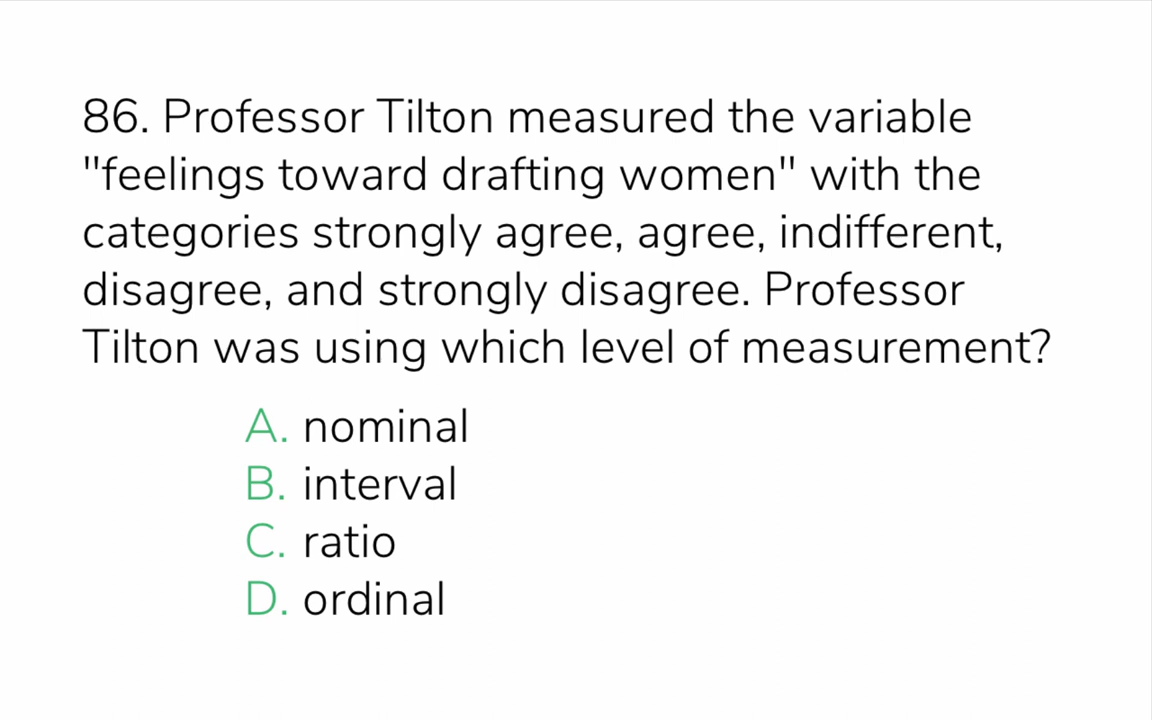 86. Professor Tilton measured the variable
"feelings toward drafting women" with the
categories strongly agree, agree, indifferent,
disagree, and strongly disagree. Professor
Tilton was using which level of measurement?
A. nominal
B. interval
C. ratio
D. ordinal